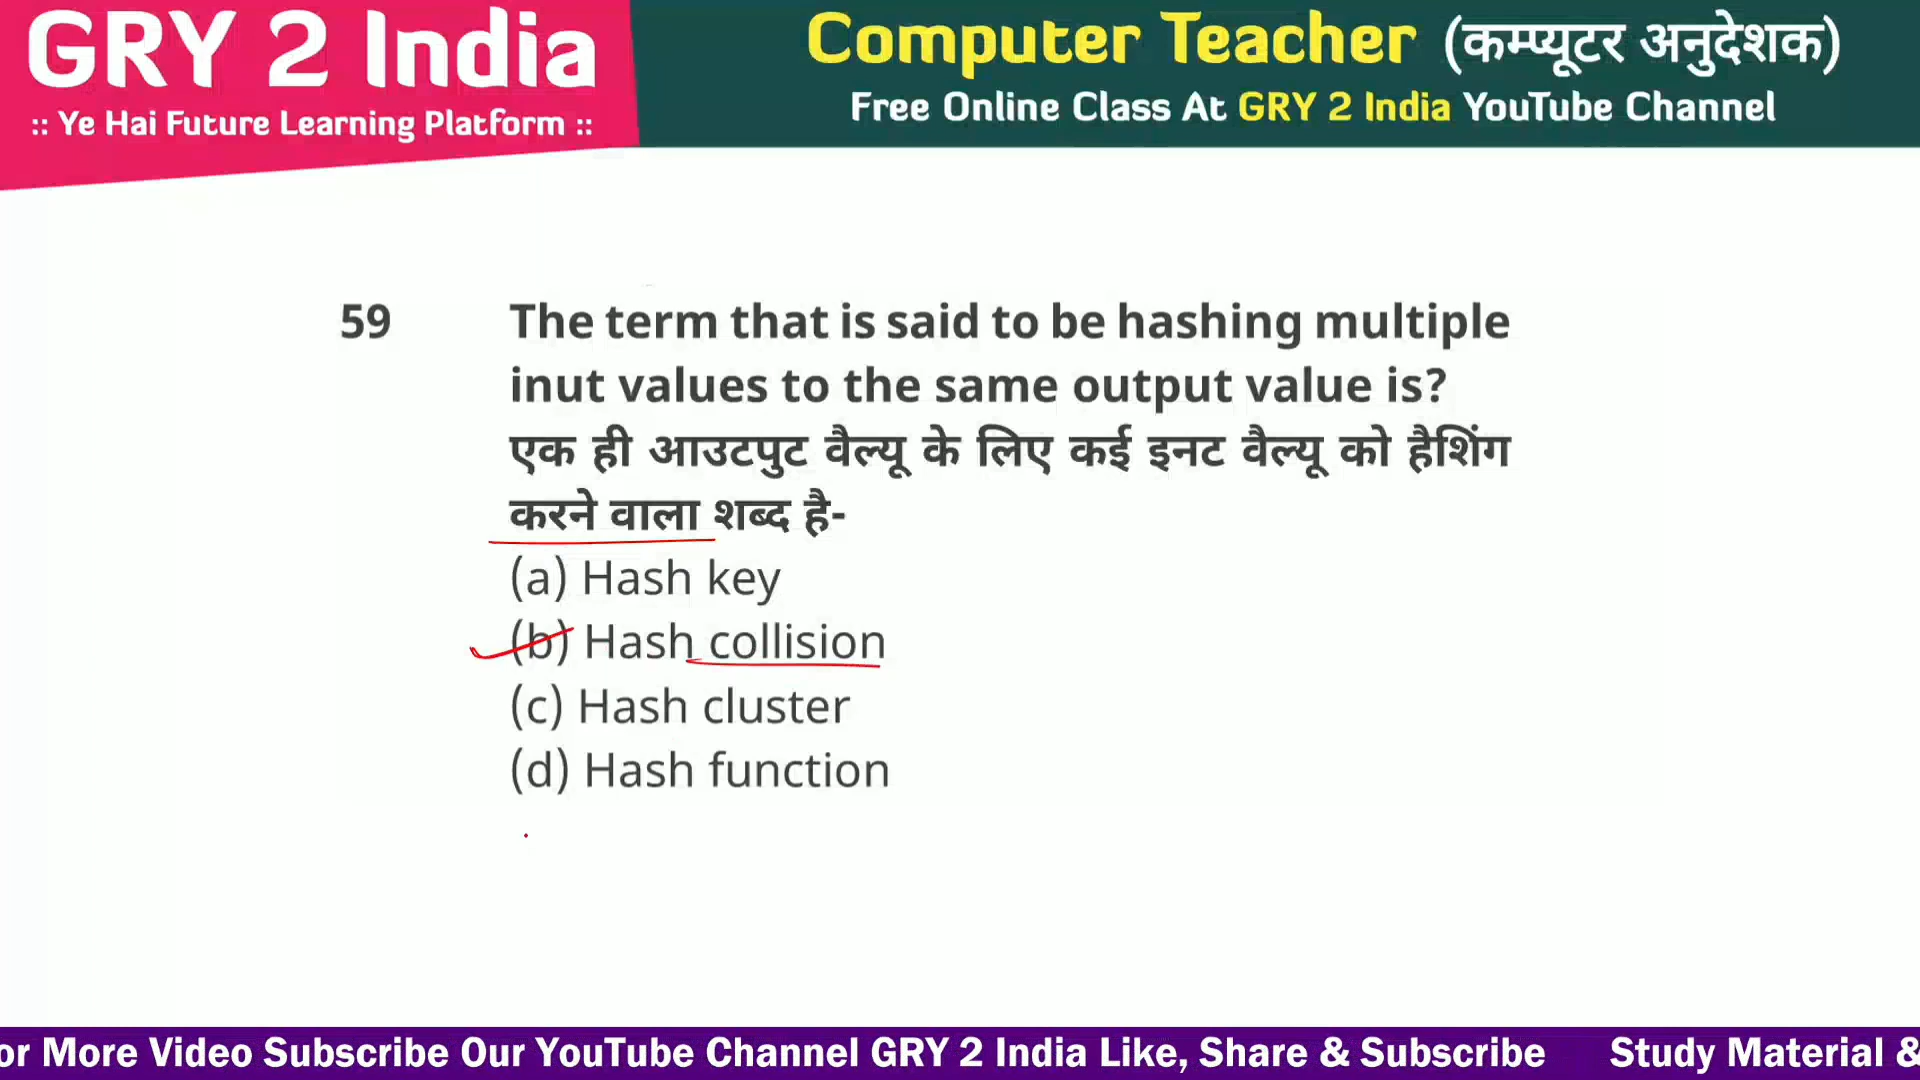 GRY 2 India
:: Ye Hai Future Learning Platform ::
Computer Teacher (कम्प्यूटर अनुदेशक)
Free Online Class At GRY 2 India YouTube Channel
59 The term that is said to be hashing multiple
inut values to the same output value is?
एक ही आउटपुट वैल्यू के लिए कई इनट वैल्यू को हैशिंग
करने वाला शब्द है-
(a) Hash key
(b) Hash collision
(c) Hash cluster
(d) Hash function
or More Video Subscribe Our YouTube Channel GRY 2 India Like, Share & Subscribe Study Material &